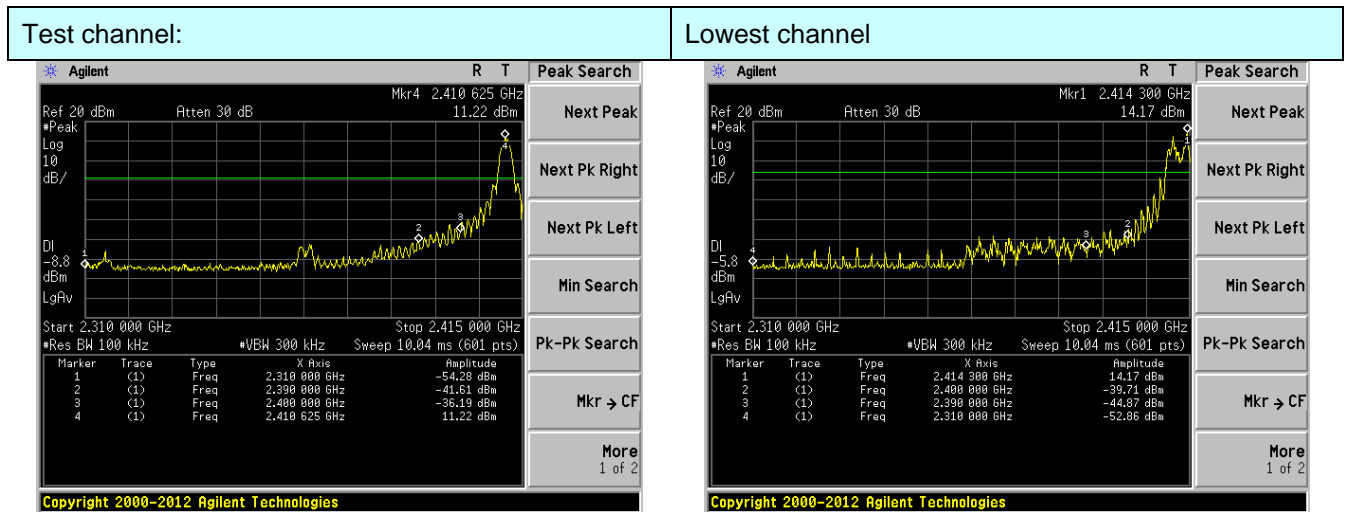 Test channel: Lowest channel
Agilent R T Peak Search
Mkr4 2.410 625 GHz
Ref 20 dBm Atten 30 dB 11.22 dBm
#Peak
Log
10
dB/
4
3
2
1
DI
-8.8
dBm
LgAv
Start 2.310 000 GHz Stop 2.415 000 GHz
#Res BW 100 kHz #VBW 300 kHz Sweep 10.04 ms (601 pts)
Marker Trace Type X Axis Amplitude
1 (1) Freq 2.310 000 GHz -54.28 dBm
2 (1) Freq 2.390 000 GHz -41.61 dBm
3 (1) Freq 2.400 000 GHz -36.19 dBm
4 (1) Freq 2.410 625 GHz 11.22 dBm
Next Peak
Next Pk Right
Next Pk Left
Min Search
Pk-Pk Search
Mkr → CF
More
1 of 2
Copyright 2000-2012 Agilent Technologies
Agilent R T Peak Search
Mkr1 2.414 300 GHz
Ref 20 dBm Atten 30 dB 14.17 dBm
#Peak
Log
10
dB/
1
2
3
4
DI
-5.8
dBm
LgAv
Start 2.310 000 GHz Stop 2.415 000 GHz
#Res BW 100 kHz #VBW 300 kHz Sweep 10.04 ms (601 pts)
Marker Trace Type X Axis Amplitude
1 (1) Freq 2.414 300 GHz 14.17 dBm
2 (1) Freq 2.400 000 GHz -39.71 dBm
3 (1) Freq 2.390 000 GHz -44.87 dBm
4 (1) Freq 2.310 000 GHz -52.86 dBm
Next Peak
Next Pk Right
Next Pk Left
Min Search
Pk-Pk Search
Mkr → CF
More
1 of 2
Copyright 2000-2012 Agilent Technologies